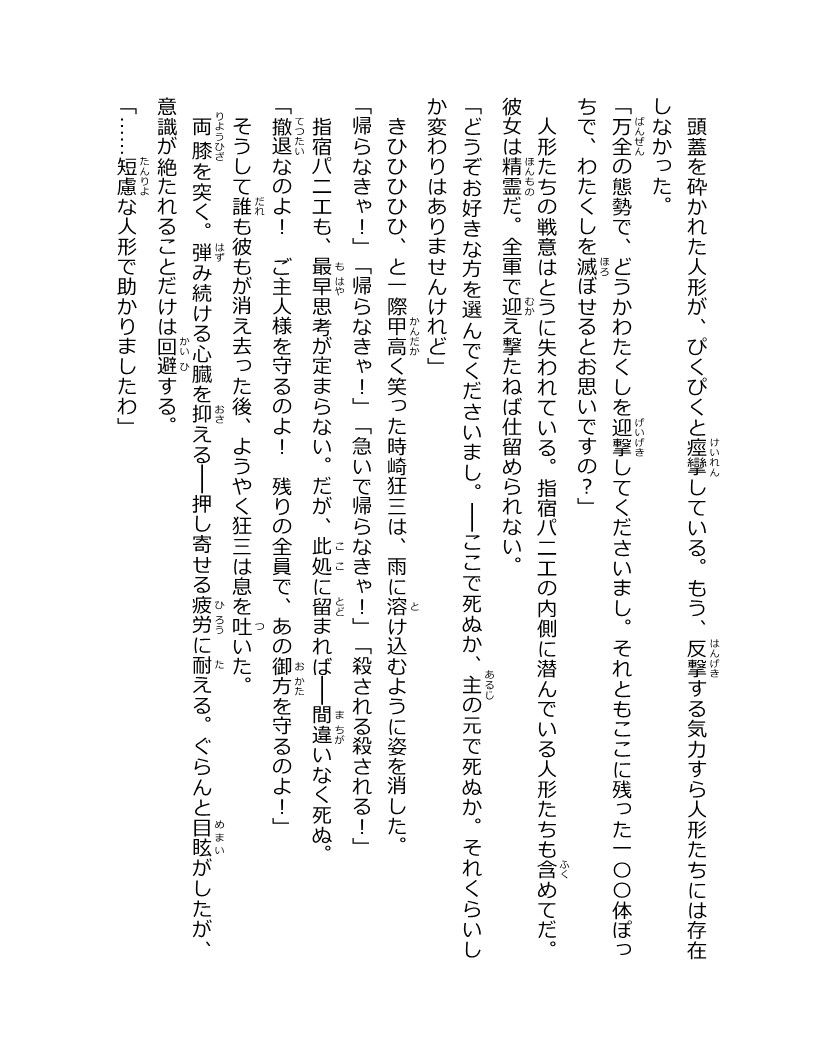 頭蓋を砕かれた人形が、ぴくぴくと痙攣している。もう、反撃する気力すら人形たちには存在
しなかった。
「万全の態勢で、どうかわたくしを迎撃してくださいまし。それともここに残った一〇〇体ぽっ
ちで、わたくしを滅ぼせるとお思いですの？」
人形たちの戦意はとうに失われている。指宿パニエの内側に潜んでいる人形たちも含めてだ。
彼女は精霊だ。全軍で迎え撃たねば仕留められない。
「どうぞお好きな方を選んでくださいまし。――ここで死ぬか、主の元で死ぬか。それくらいし
か変わりはありませんけれど」
きひひひひひ、と一際甲高く笑った時崎狂三は、雨に溶け込むように姿を消した。
「帰らなきゃ！」「帰らなきゃ！」「急いで帰らなきゃ！」「殺される殺される！」
指宿パニエも、最早思考が定まらない。だが、此処に留まれば――間違いなく死ぬ。
「撤退なのよ！　ご主人様を守るのよ！　残りの全員で、あの御方を守るのよ！」
そうして誰も彼もが消え去った後、ようやく狂三は息を吐いた。
両膝を突く。弾み続ける心臓を抑える――押し寄せる疲労に耐える。ぐらんと目眩がしたが、
意識が絶たれることだけは回避する。
「……短慮な人形で助かりましたわ」